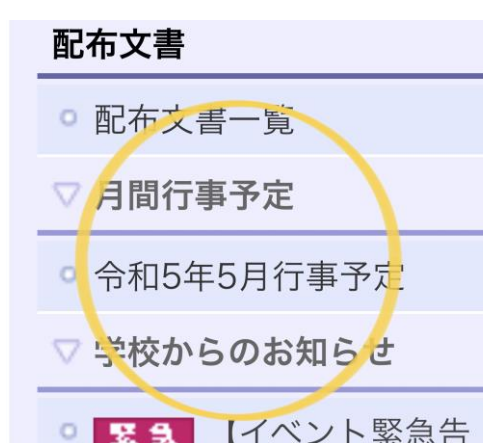 配布文書
配布文書一覧
月間行事予定
令和5年5月行事予定
学校からのお知らせ
緊急 【イベント緊急告